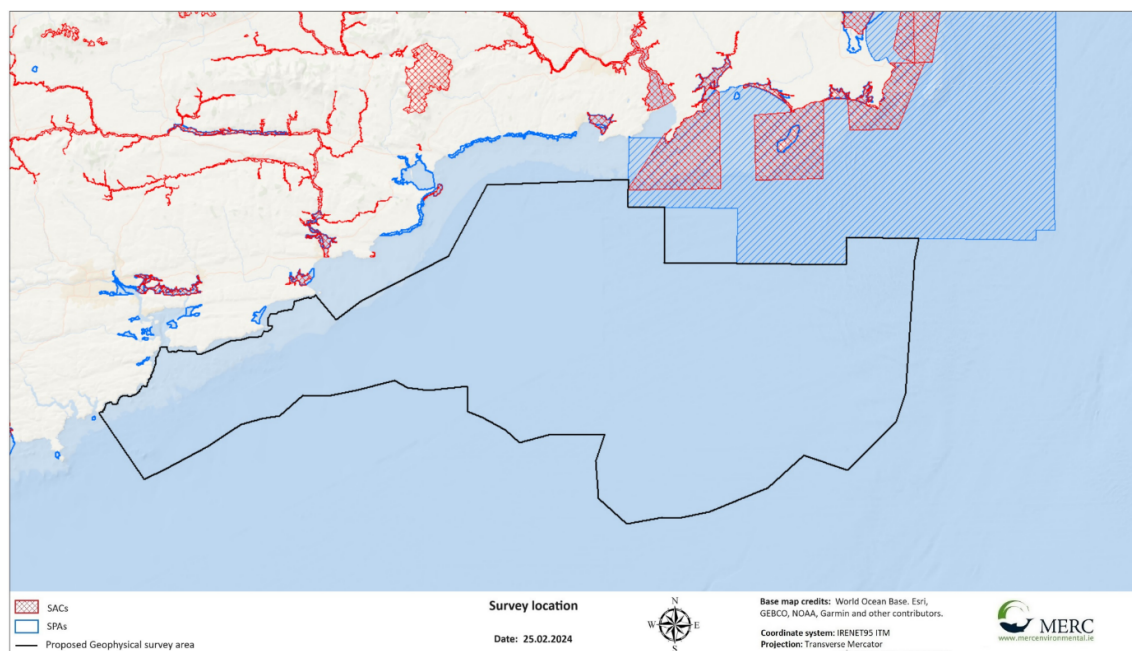 SACs
SPAs
Proposed Geophysical survey area
Survey location
Date: 25.02.2024
N
W
E
S
Base map credits: World Ocean Base. Esri,
GEBCO, NOAA, Garmin and other contributors.
Coordinate system: IRENET95 ITM
Projection: Transverse Mercator
MERC
www.mercenvironmental.ie